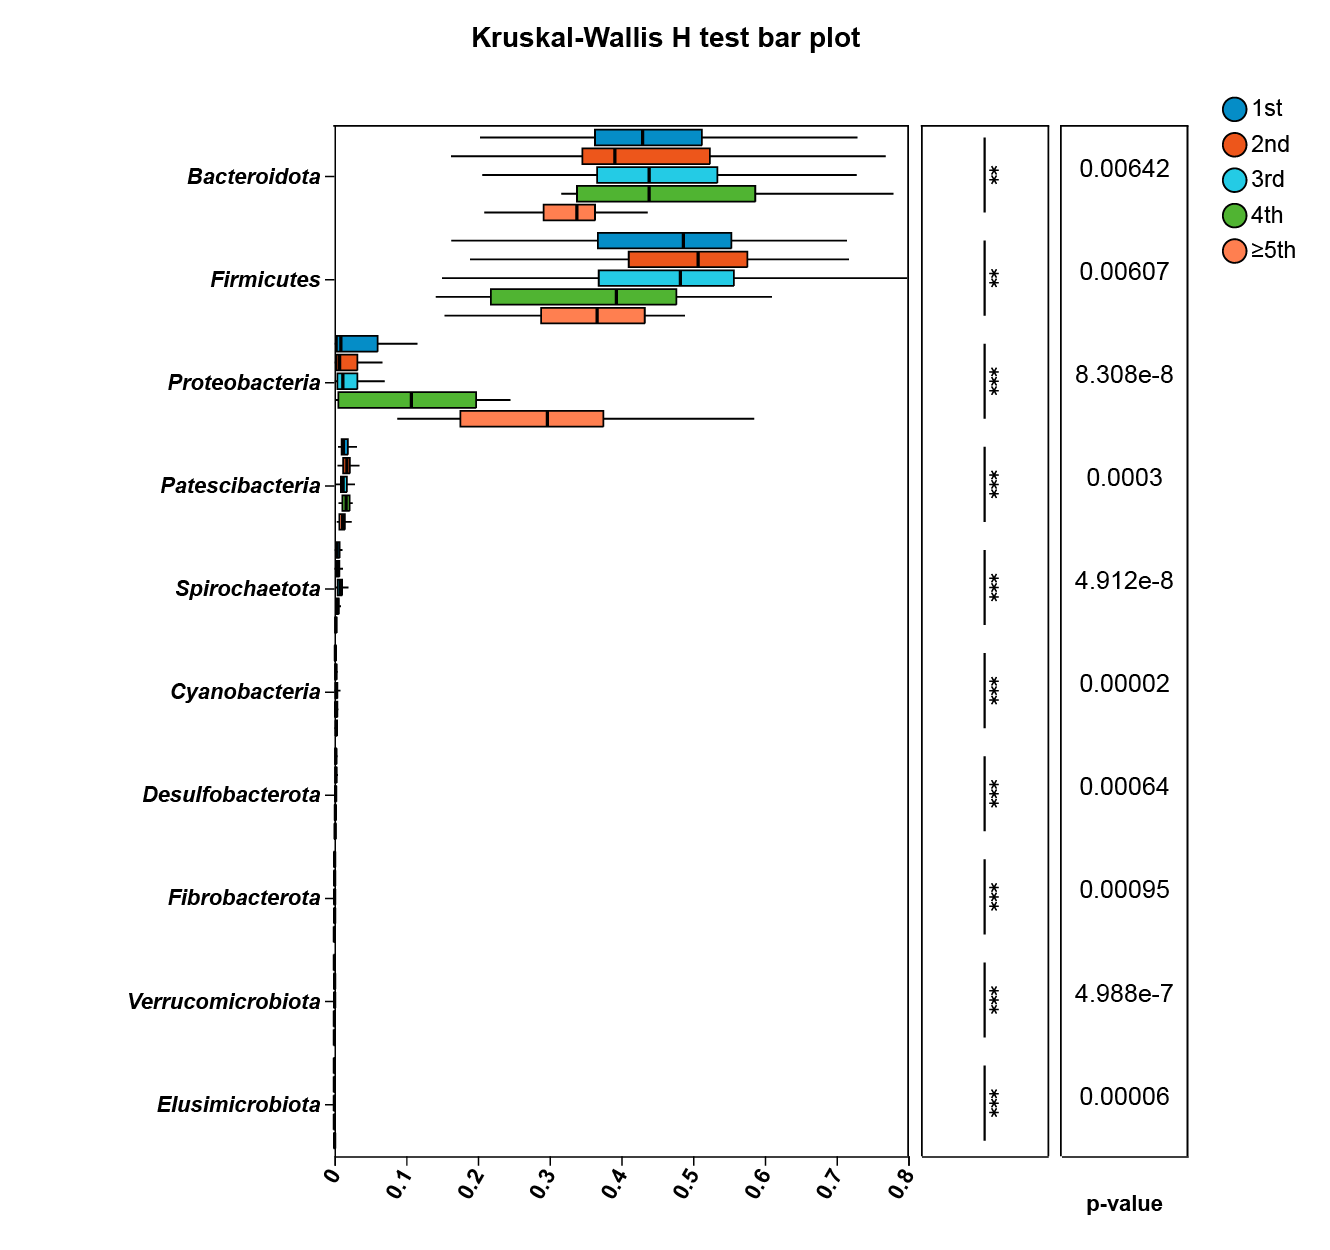 Kruskal-Wallis H test bar plot
1st
2nd
3rd
4th
≥5th
Bacteroidota ** 0.00642
Firmicutes ** 0.00607
Proteobacteria *** 8.308e-8
Patescibacteria *** 0.0003
Spirochaetota *** 4.912e-8
Cyanobacteria *** 0.00002
Desulfobacterota *** 0.00064
Fibrobacterota *** 0.00095
Verrucomicrobiota *** 4.988e-7
Elusimicrobiota *** 0.00006
0 0.1 0.2 0.3 0.4 0.5 0.6 0.7 0.8
p-value